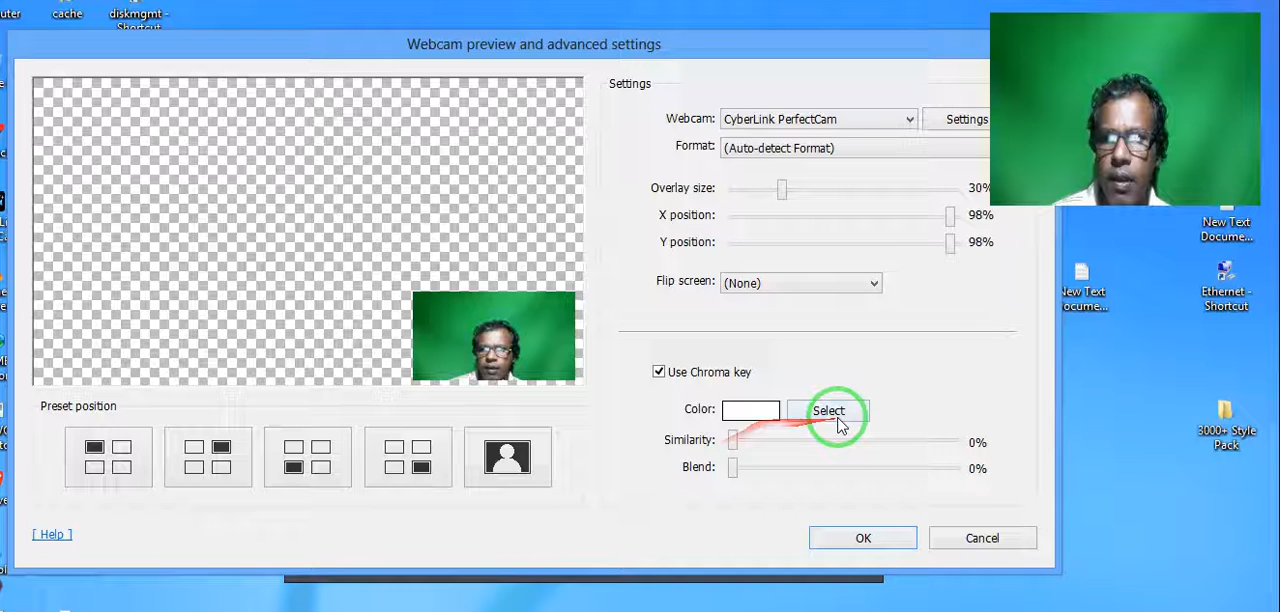 uter
cache
diskmgmt -
Shortcut
Webcam preview and advanced settings
Settings
Webcam:
CyberLink PerfectCam
Settings
Format:
(Auto-detect Format)
Overlay size:
30%
X position:
98%
Y position:
98%
Flip screen:
(None)
Use Chroma key
Color:
Select
Similarity:
0%
Blend:
0%
Preset position
[ Help ]
OK
Cancel
New Text
Docume...
New Text
Docume...
Ethernet -
Shortcut
3000+ Style
Pack